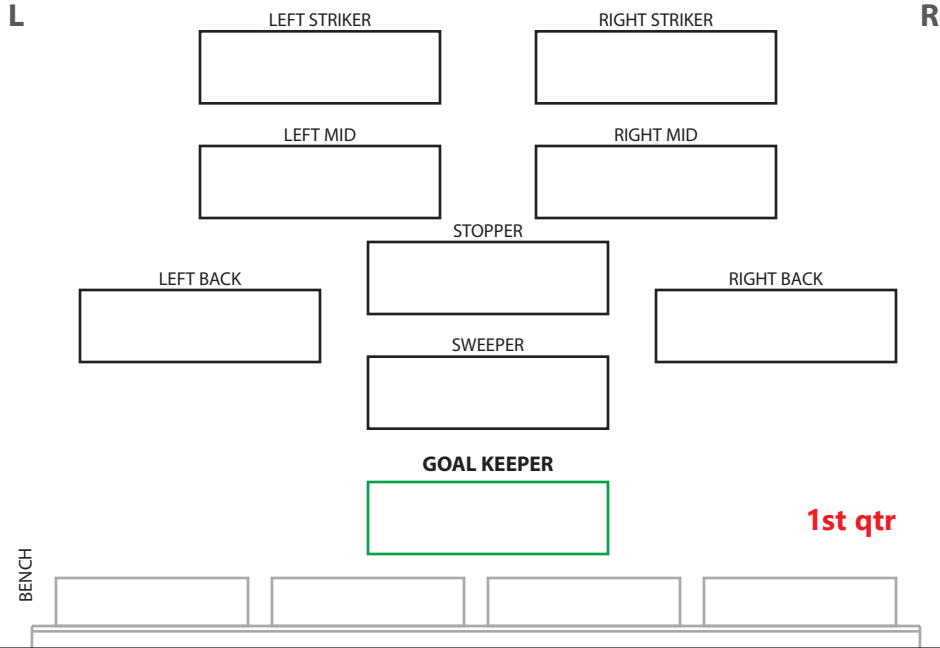 L
R
LEFT STRIKER
RIGHT STRIKER
LEFT MID
RIGHT MID
STOPPER
LEFT BACK
RIGHT BACK
SWEEPER
GOAL KEEPER
1st qtr
BENCH